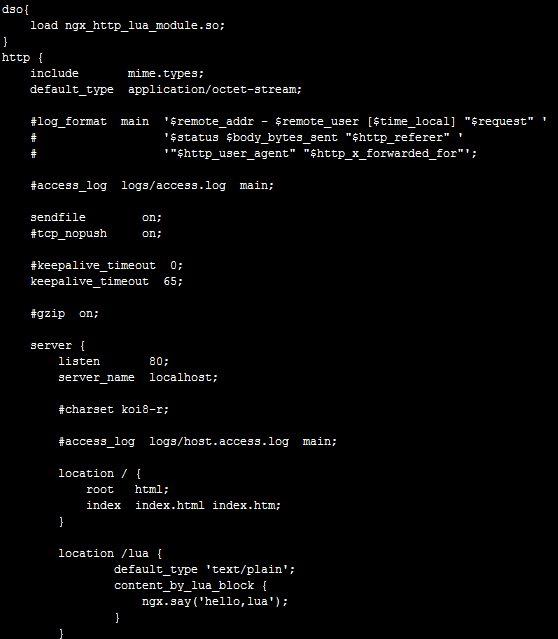 dso{
    load ngx_http_lua_module.so;
}
http {
    include       mime.types;
    default_type  application/octet-stream;

    #log_format  main  '$remote_addr - $remote_user [$time_local] "$request" '
    #                  '$status $body_bytes_sent "$http_referer" '
    #                  '"$http_user_agent" "$http_x_forwarded_for"';

    #access_log  logs/access.log  main;

    sendfile        on;
    #tcp_nopush     on;

    #keepalive_timeout  0;
    keepalive_timeout  65;

    #gzip  on;

    server {
        listen       80;
        server_name  localhost;

        #charset koi8-r;

        #access_log  logs/host.access.log  main;

        location / {
            root   html;
            index  index.html index.htm;
        }

        location /lua {
                default_type 'text/plain';
                content_by_lua_block {
                    ngx.say('hello,lua');
                }
        }